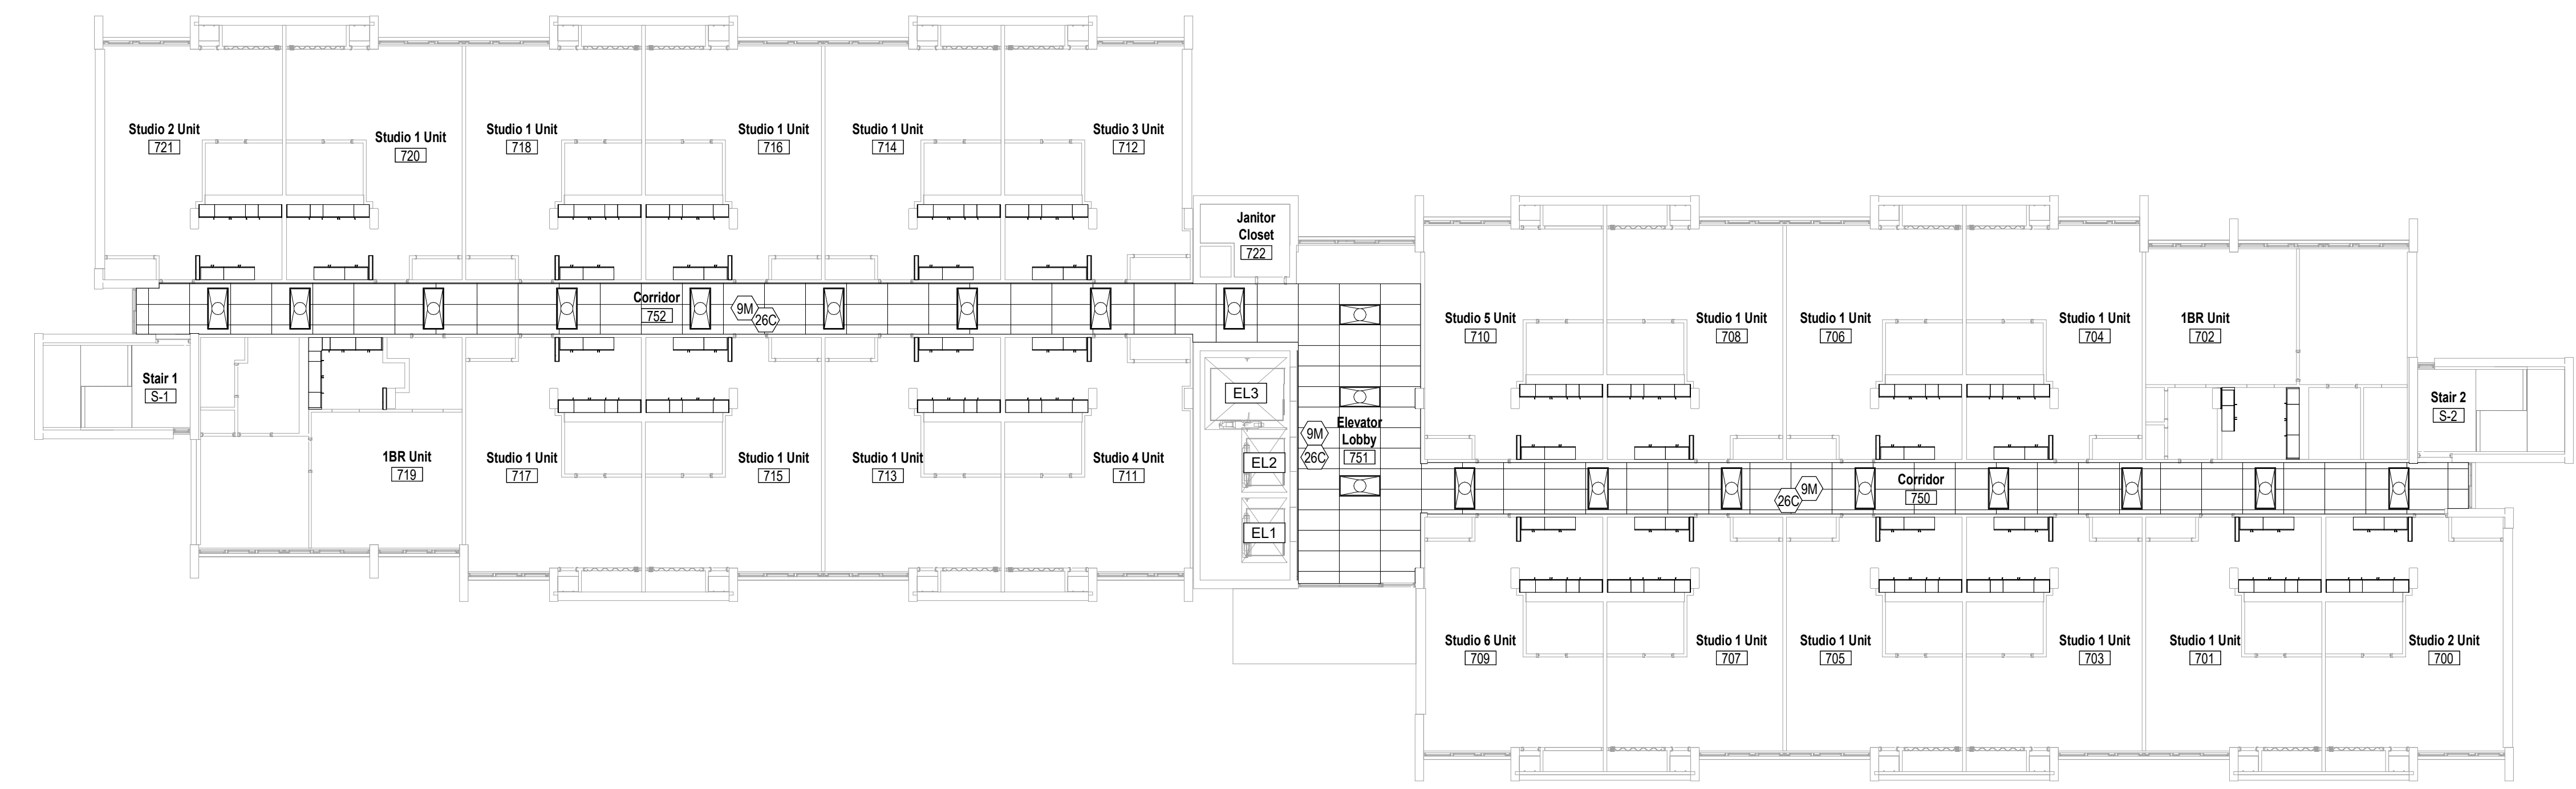 Studio 2 Unit
721
Studio 1 Unit
720
Studio 1 Unit
718
Studio 1 Unit
716
Studio 1 Unit
714
Studio 3 Unit
712
Janitor
Closet
722
Corridor
752
9M
26C
Stair 1
S-1
1BR Unit
719
Studio 1 Unit
717
Studio 1 Unit
715
Studio 1 Unit
713
Studio 4 Unit
711
EL3
EL2
EL1
Elevator
Lobby
751
9M
26C
Studio 5 Unit
710
Studio 1 Unit
708
Studio 1 Unit
706
Studio 1 Unit
704
1BR Unit
702
Stair 2
S-2
Corridor
750
9M
26C
Studio 6 Unit
709
Studio 1 Unit
707
Studio 1 Unit
705
Studio 1 Unit
703
Studio 1 Unit
701
Studio 2 Unit
700